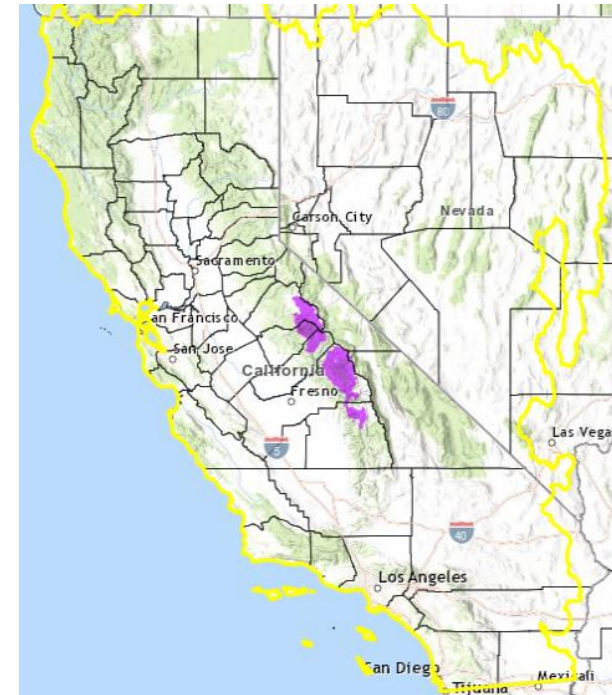 80
Carson City
Nevada
Sacramento
an Francisco
San Jose
California
Fresno
5
Las Vega
40
Los Angeles
San Diego
Tijuana
Mexicali